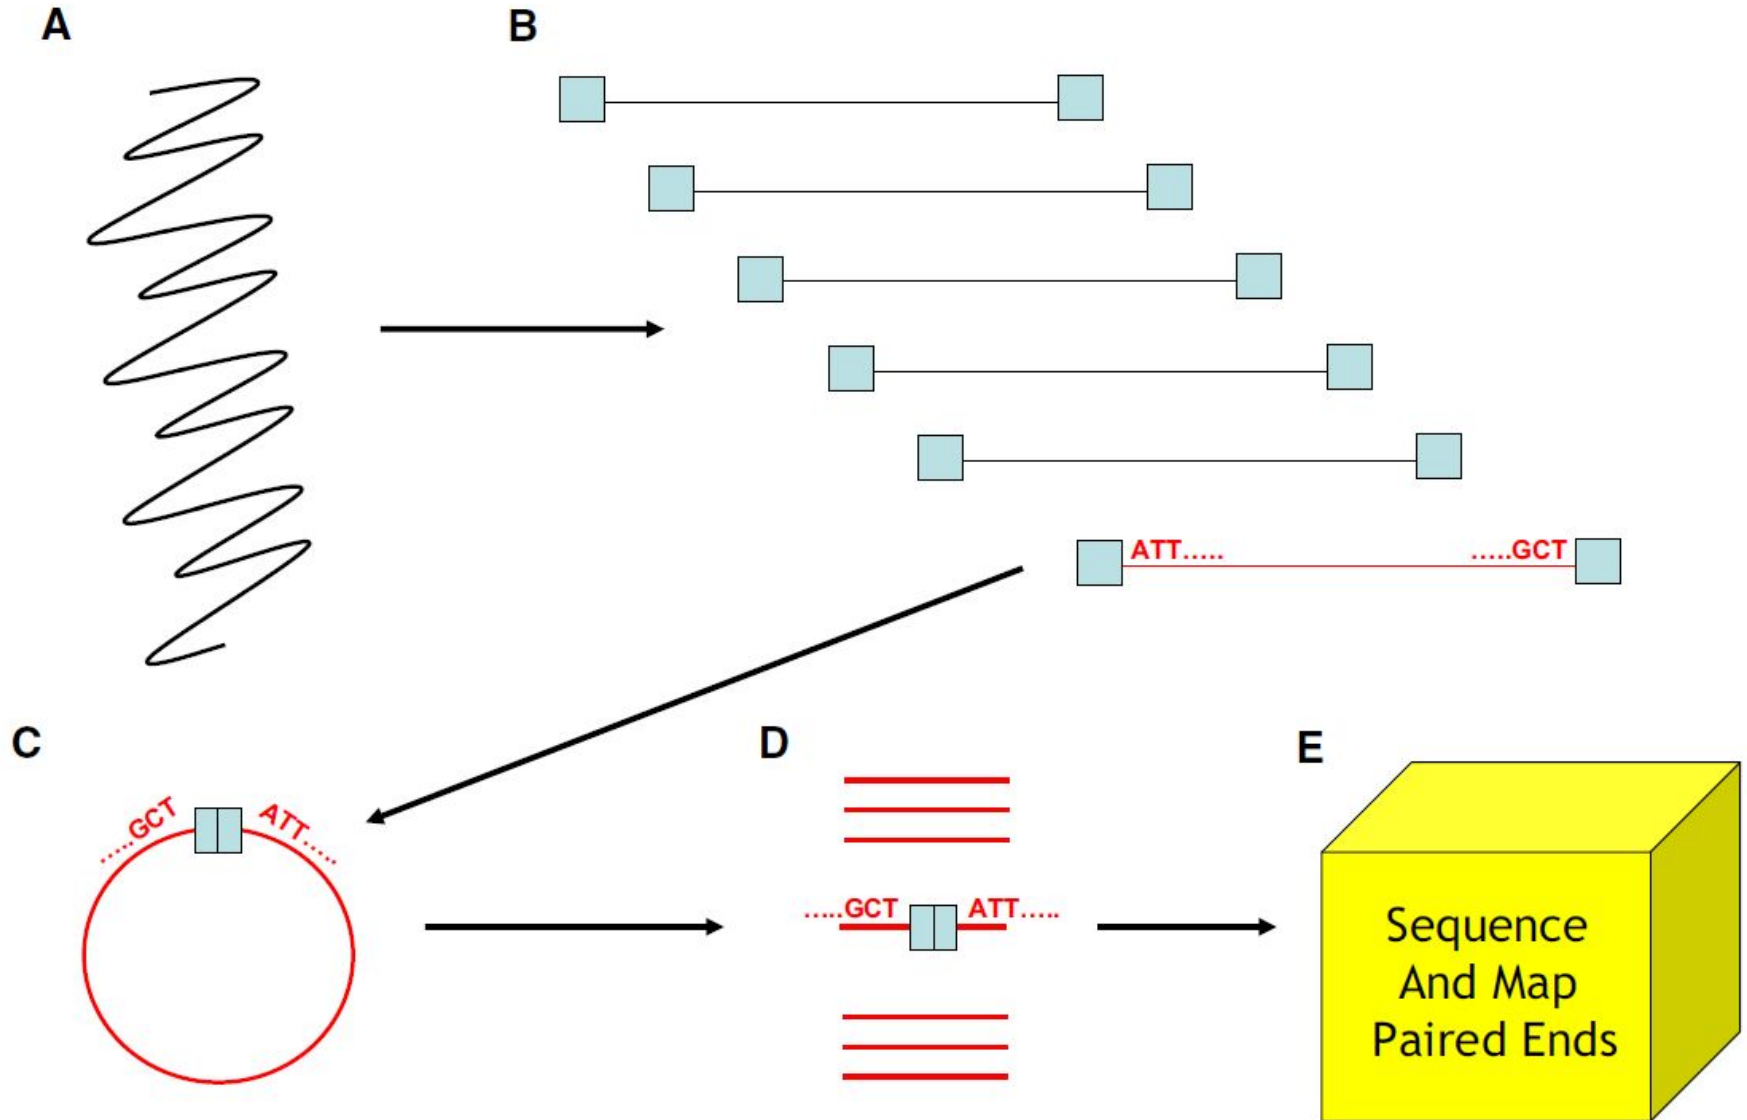 A
B
ATT.....
.....GCT
C
.....GCT
ATT.....
D
.....GCT
ATT.....
E
Sequence
And Map
Paired Ends